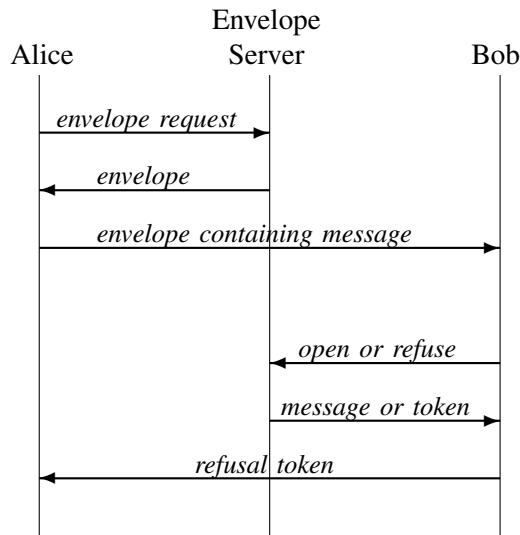 Envelope
Alice Server Bob
envelope request
envelope
envelope containing message
open or refuse
message or token
refusal token